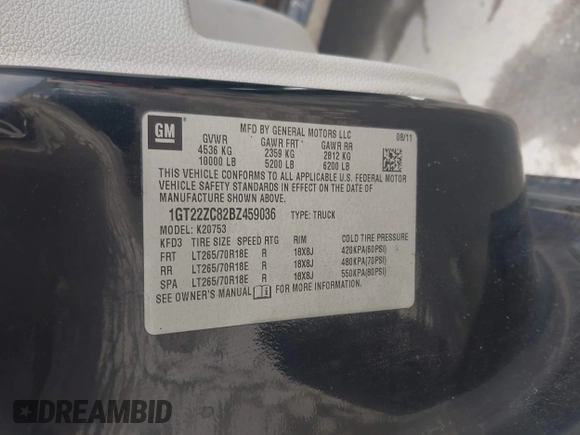 GM
MFD BY GENERAL MOTORS LLC
08/11
GVWR GAWR FRT GAWR RR
4536 KG 2359 KG 2812 KG
10000 LB 5200 LB 6200 LB
THIS VEHICLE CONFORMS TO ALL APPLICABLE U.S. FEDERAL MOTOR
VEHICLE SAFETY STANDARDS IN EFFECT ON THE DATE OF
MANUFACTURE SHOWN ABOVE.
1GT22ZC82BZ459036 TYPE: TRUCK
MODEL: K20753
KFD3 TIRE SIZE SPEED RTG RIM COLD TIRE PRESSURE
FRT LT265/70R18E R 18X8J 420KPA(60PSI)
RR LT265/70R18E R 18X8J 480KPA(70PSI)
SPA LT265/70R18E R 18X8J 550KPA(80PSI)
SEE OWNER'S MANUAL FOR MORE INFORMATION.
DREAMBID